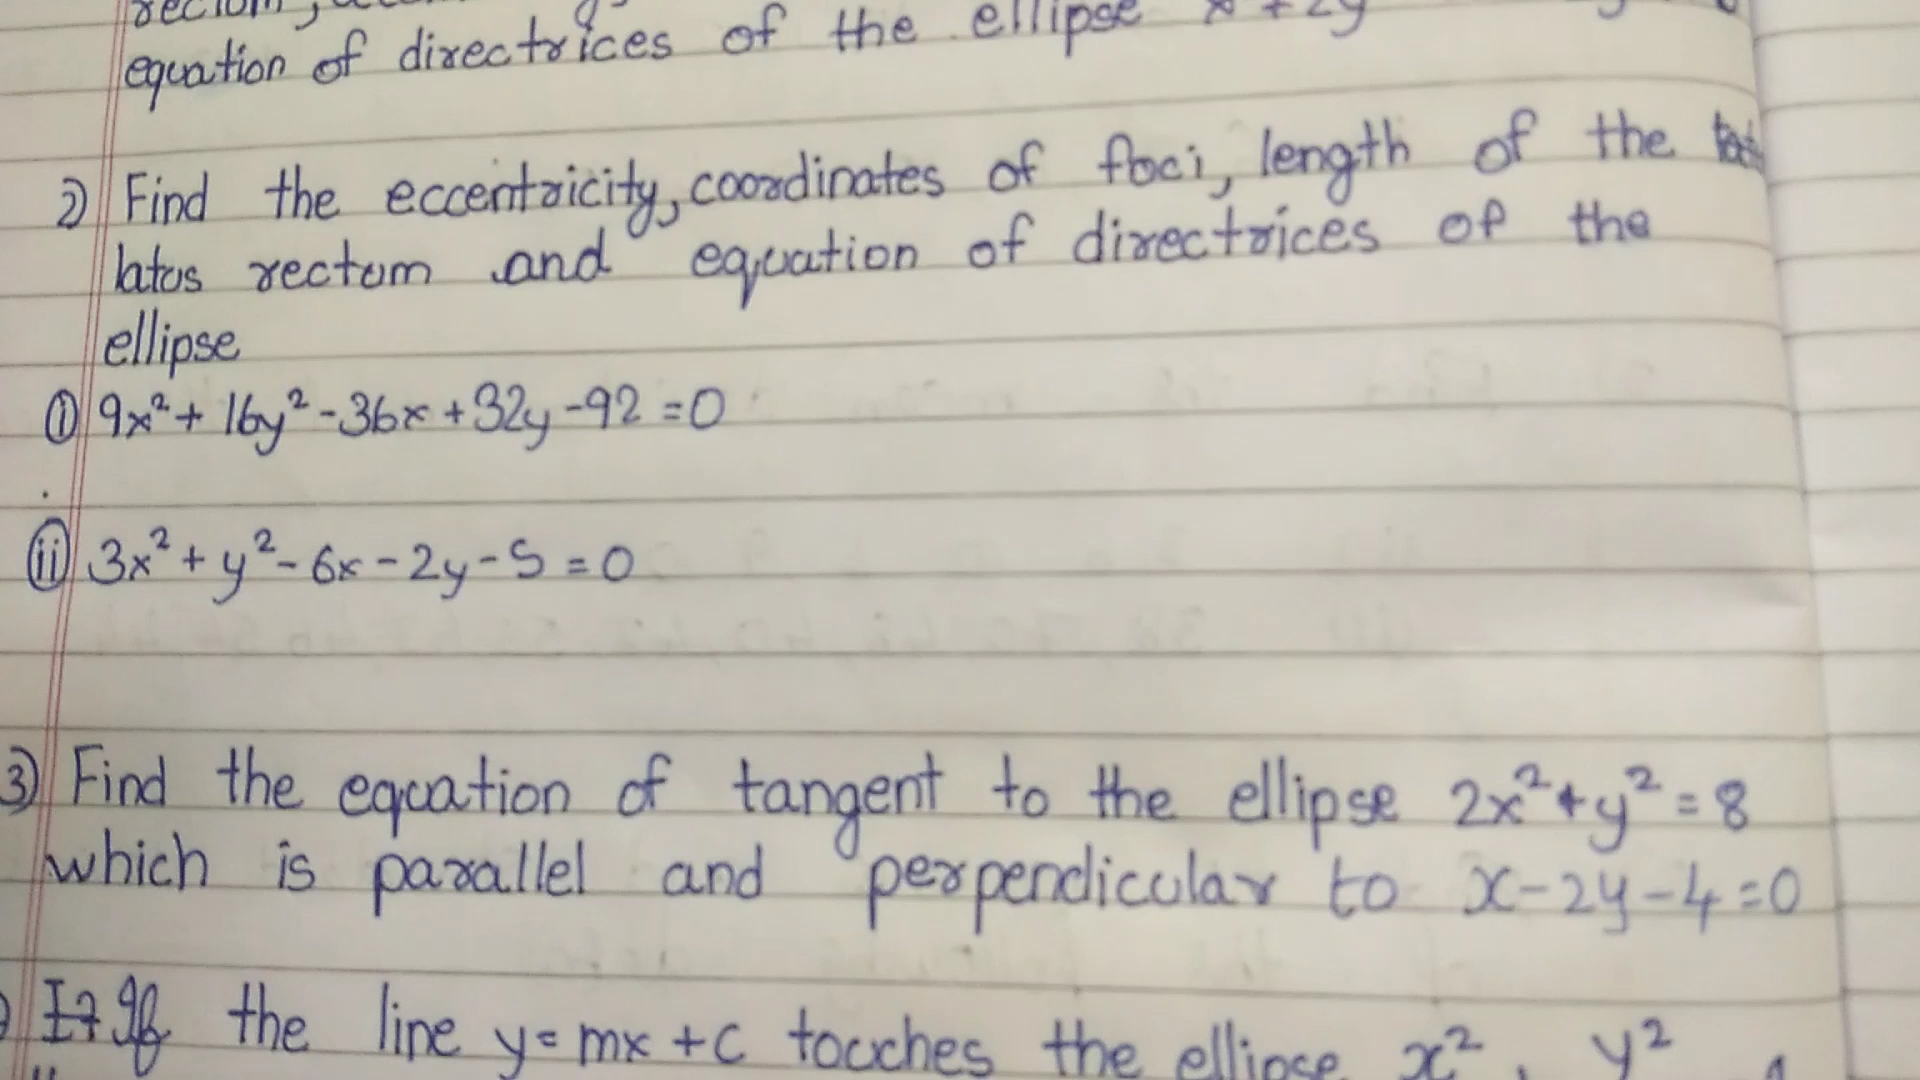 equation of directrices of the ellipse
2) Find the eccentricity, coordinates of foci, length of the
latus rectum and equation of directrices of the
ellipse
(i) 9x² + 16y² - 36x + 32y - 92 = 0
(ii) 3x² + y² - 6x - 2y - 5 = 0
3) Find the equation of tangent to the ellipse 2x² + y² = 8
which is parallel and perpendicular to x - 2y - 4 = 0
If the line y = mx + c touches the ellipse x² y²